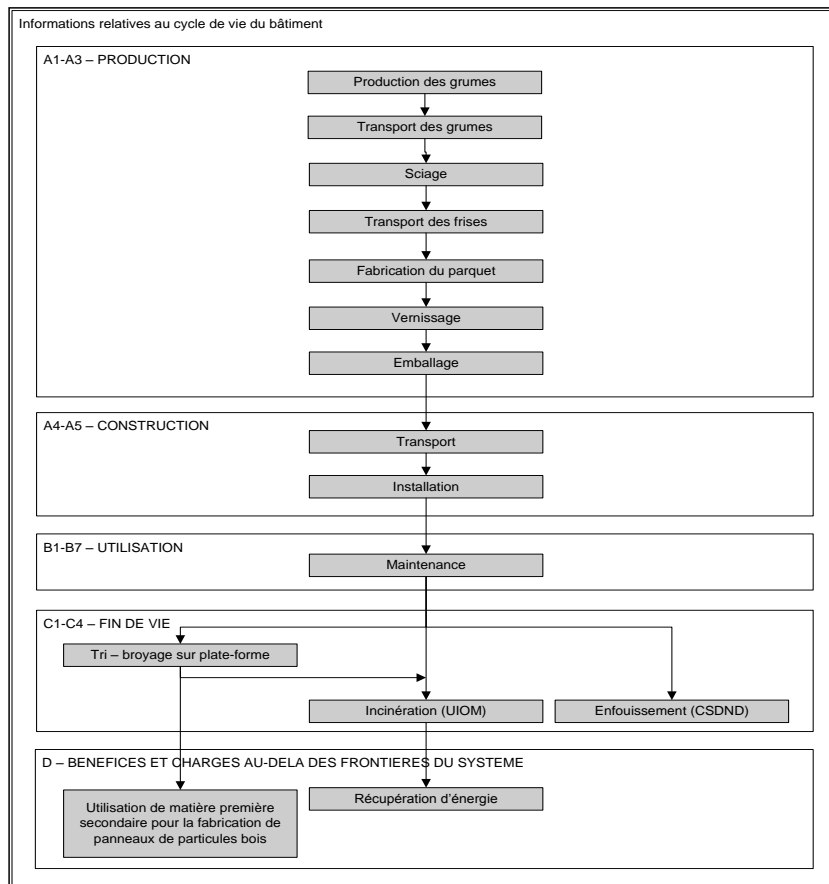 Informations relatives au cycle de vie du bâtiment
A1-A3 – PRODUCTION
Production des grumes
Transport des grumes
Sciage
Transport des frises
Fabrication du parquet
Vernissage
Emballage
A4-A5 – CONSTRUCTION
Transport
Installation
B1-B7 – UTILISATION
Maintenance
C1-C4 – FIN DE VIE
Tri – broyage sur plate-forme
Incinération (UIOM)
Enfouissement (CSDND)
D – BENEFICES ET CHARGES AU-DELA DES FRONTIERES DU SYSTEME
Utilisation de matière première
secondaire pour la fabrication de
panneaux de particules bois
Récupération d'énergie